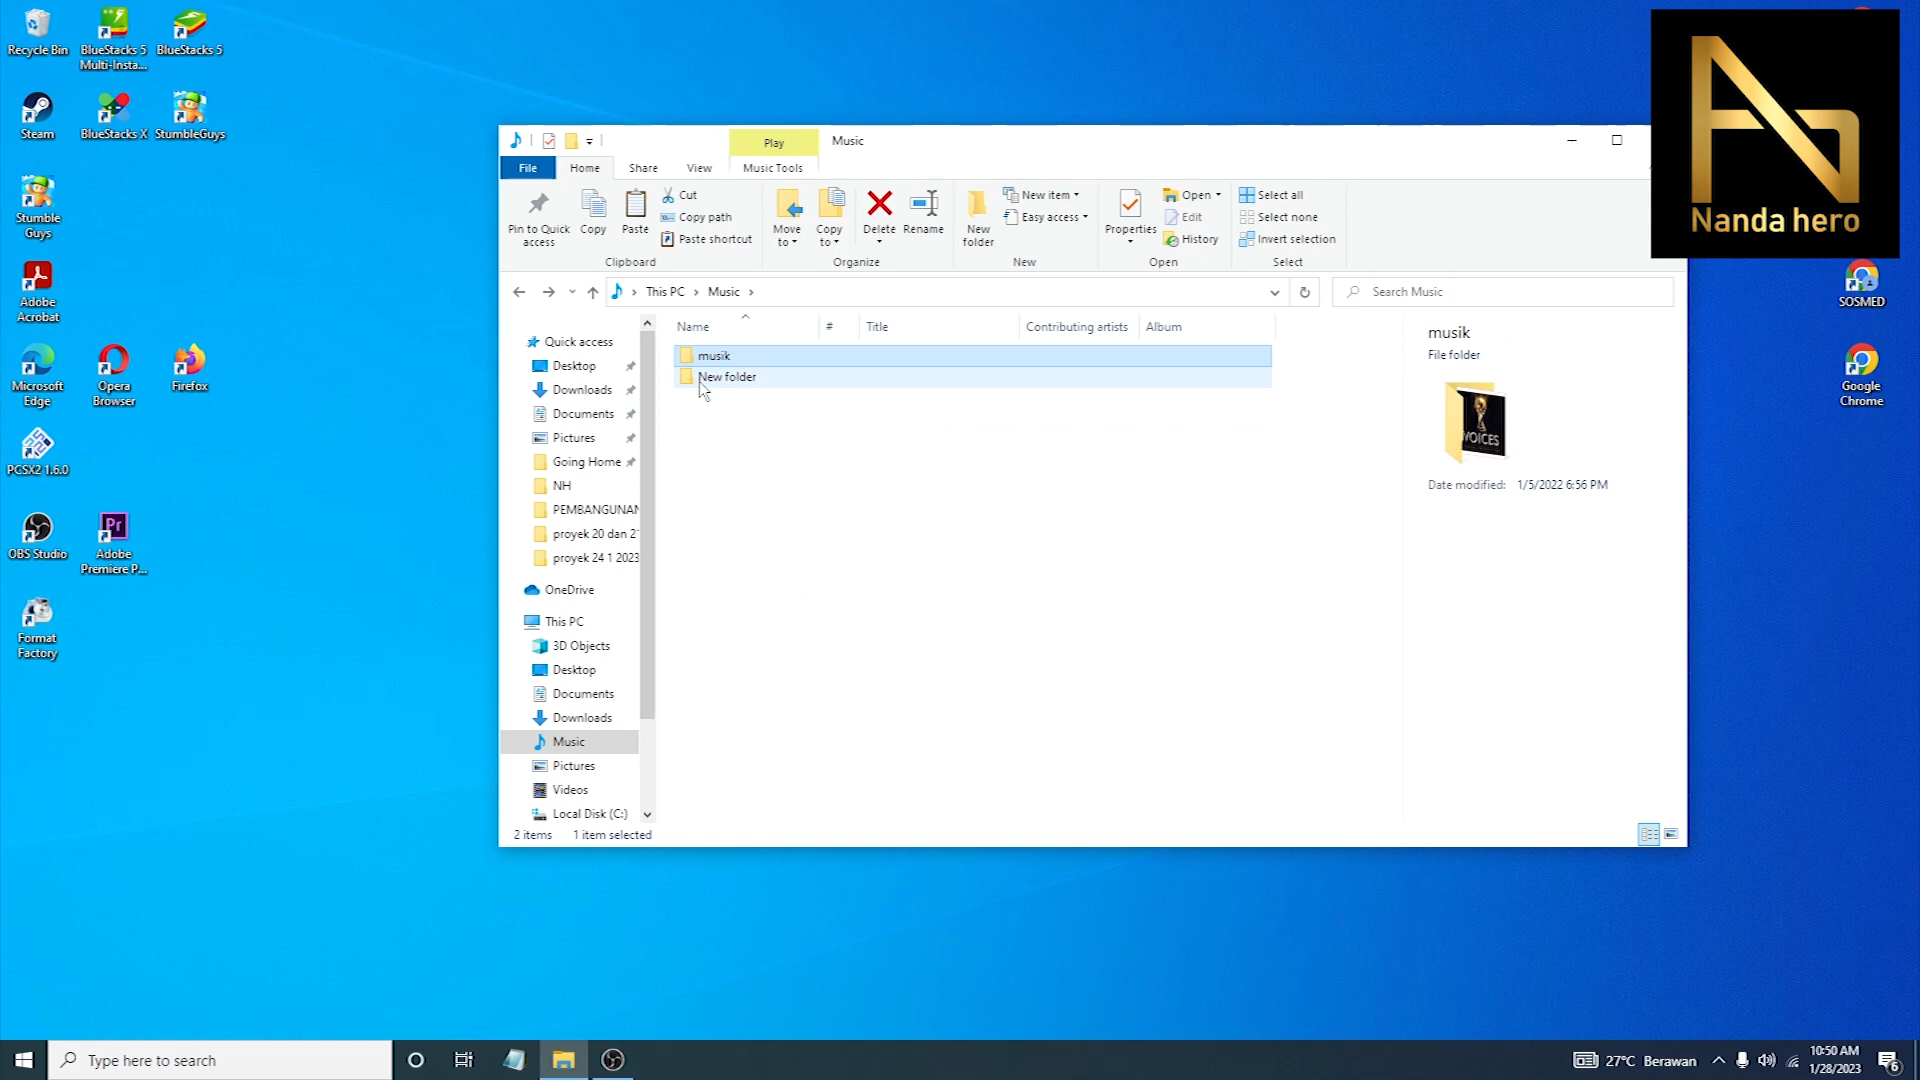 Recycle Bin
BlueStacks 5
Multi-Insta...
BlueStacks 5
Steam
BlueStacks X
StumbleGuys
Stumble
Guys
Adobe
Acrobat
Microsoft
Edge
Opera
Browser
Firefox
PCSX2 1.6.0
OBS Studio
Adobe
Premiere P...
Format
Factory
Play
Music
File
Home
Share
View
Music Tools
Pin to Quick
access
Copy
Paste
Cut
Copy path
Paste shortcut
Clipboard
Move
to
Copy
to
Delete
Rename
Organize
New
folder
New item
Easy access
New
Properties
Open
Edit
History
Open
Select all
Select none
Invert selection
Select
This PC > Music >
Search Music
Quick access
Desktop
Downloads
Documents
Pictures
Going Home
NH
PEMBANGUNAN
proyek 20 dan 21
proyek 24 1 2023
OneDrive
This PC
3D Objects
Desktop
Documents
Downloads
Music
Pictures
Videos
Local Disk (C:)
Name # Title Contributing artists Album
musik
New folder
musik
File folder
VOICES
Date modified: 1/5/2022 6:56 PM
2 items 1 item selected
Nanda hero
SOSMED
Google
Chrome
Type here to search
27°C Berawan
10:50 AM
1/28/2023
6